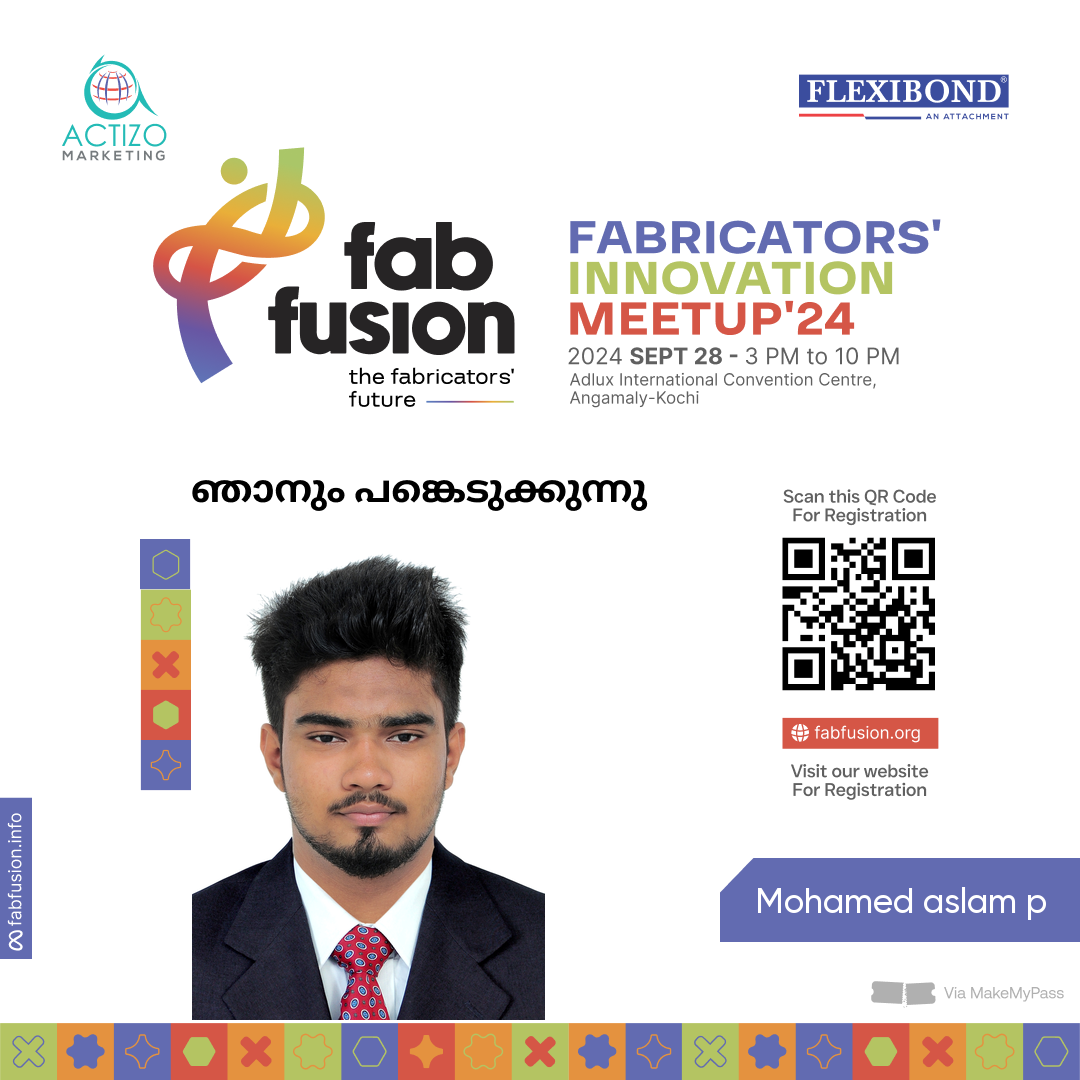 ACTIZO
MARKETING
FLEXIBOND®
AN ATTACHMENT
fab
fusion
the fabricators'
future
FABRICATORS'
INNOVATION
MEETUP'24
2024 SEPT 28 - 3 PM to 10 PM
Adlux International Convention Centre,
Angamaly-Kochi
ഞാനും പങ്കെടുക്കുന്നു
Scan this QR Code
For Registration
fabfusion.org
Visit our website
For Registration
fabfusion.info
Mohamed aslam p
Via MakeMyPass